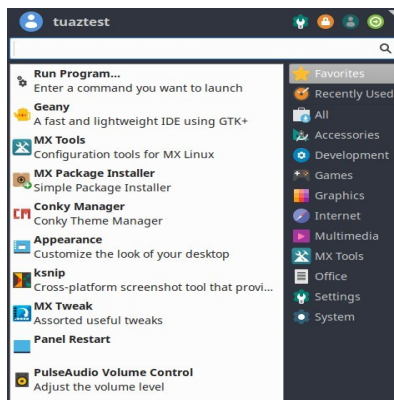 tuaztest
Run Program...
Enter a command you want to launch
Geany
A fast and lightweight IDE using GTK+
MX Tools
Configuration tools for MX Linux
MX Package Installer
Simple Package Installer
Conky Manager
Conky Theme Manager
Appearance
Customize the look of your desktop
ksnip
Cross-platform screenshot tool that provi...
MX Tweak
Assorted useful tweaks
Panel Restart
PulseAudio Volume Control
Adjust the volume level
Favorites
Recently Used
All
Accessories
Development
Games
Graphics
Internet
Multimedia
MX Tools
Office
Settings
System